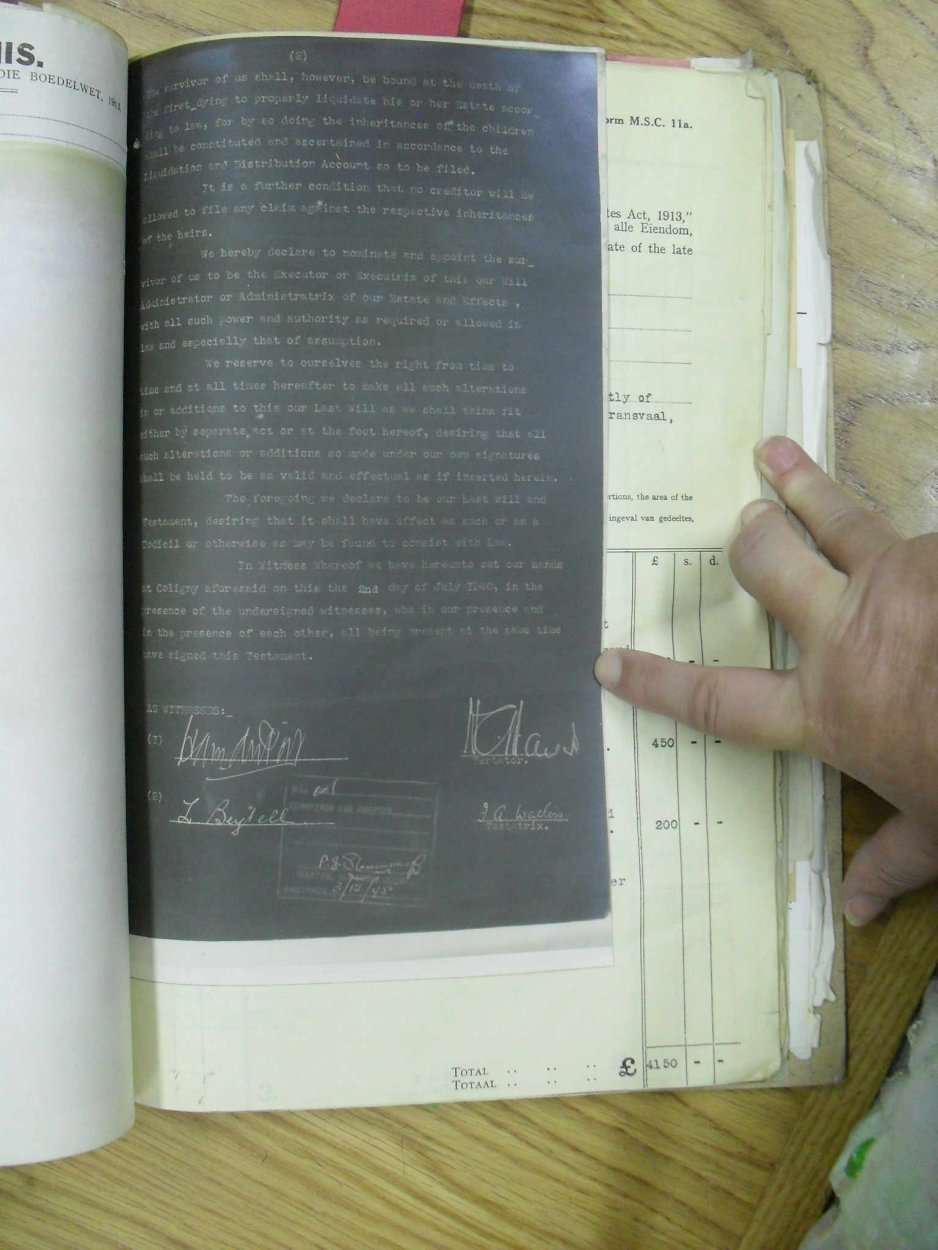 IS.
DIE BOEDELWET, 1913
(2)
The survivor of us shall, however, be bound at the death of
the first_dying to properly liquidate his or her Estate accor_
ding to law, for by so doing the inheritances of the children
shall be constituted and ascertained in accordance to the
Liquidation and Distribution Account so to be filed.
It is a further condition that no creditor will be
allowed to file any claim against the respective inheritances
of the heirs.
We hereby declare to nominate and appoint the sur_
vivor of us to be the Executor or Executrix of this our Will
Administrator or Administratrix of our Estate and Effects ,
with all such power and authority as required or allowed in
law and especially that of assumption.
We reserve to ourselves the right from time to
time and at all times hereafter to make all such alterations
in or additions to this our Last Will as we shall think fit
either by separate act or at the foot hereof, desiring that all
such alterations or additions so made under our own signatures
shall be held to be as valid and effectual as if inserted herein.
The foregoing we declare to be our Last Will and
Testament, desiring that it shall have effect as such or as a
Codicil or otherwise as may be found to consist with Law.
In Witness Whereof we have hereunto set our hands
at Coligny aforesaid on this the 2nd day of July 1940, in the
presence of the undersigned witnesses, who in our presence and
in the presence of each other, all being present at the same time
have signed this Testament.
AS WITNESSES:_
(1)
Testator.
(2) L Beytell
Testatrix.
MASTER
PRETORIA 3/12/45
orm M.S.C. 11a.
tes Act, 1913,"
alle Eiendom,
ate of the late
tly of
ransvaal,
ertions, the area of the
ingeval van gedeeltes,
£ s. d.
t
- -
. 450 - -
. 200 - -
er
TOTAL .. .. ..
TOTAAL .. .. ..
£ 4150 - -